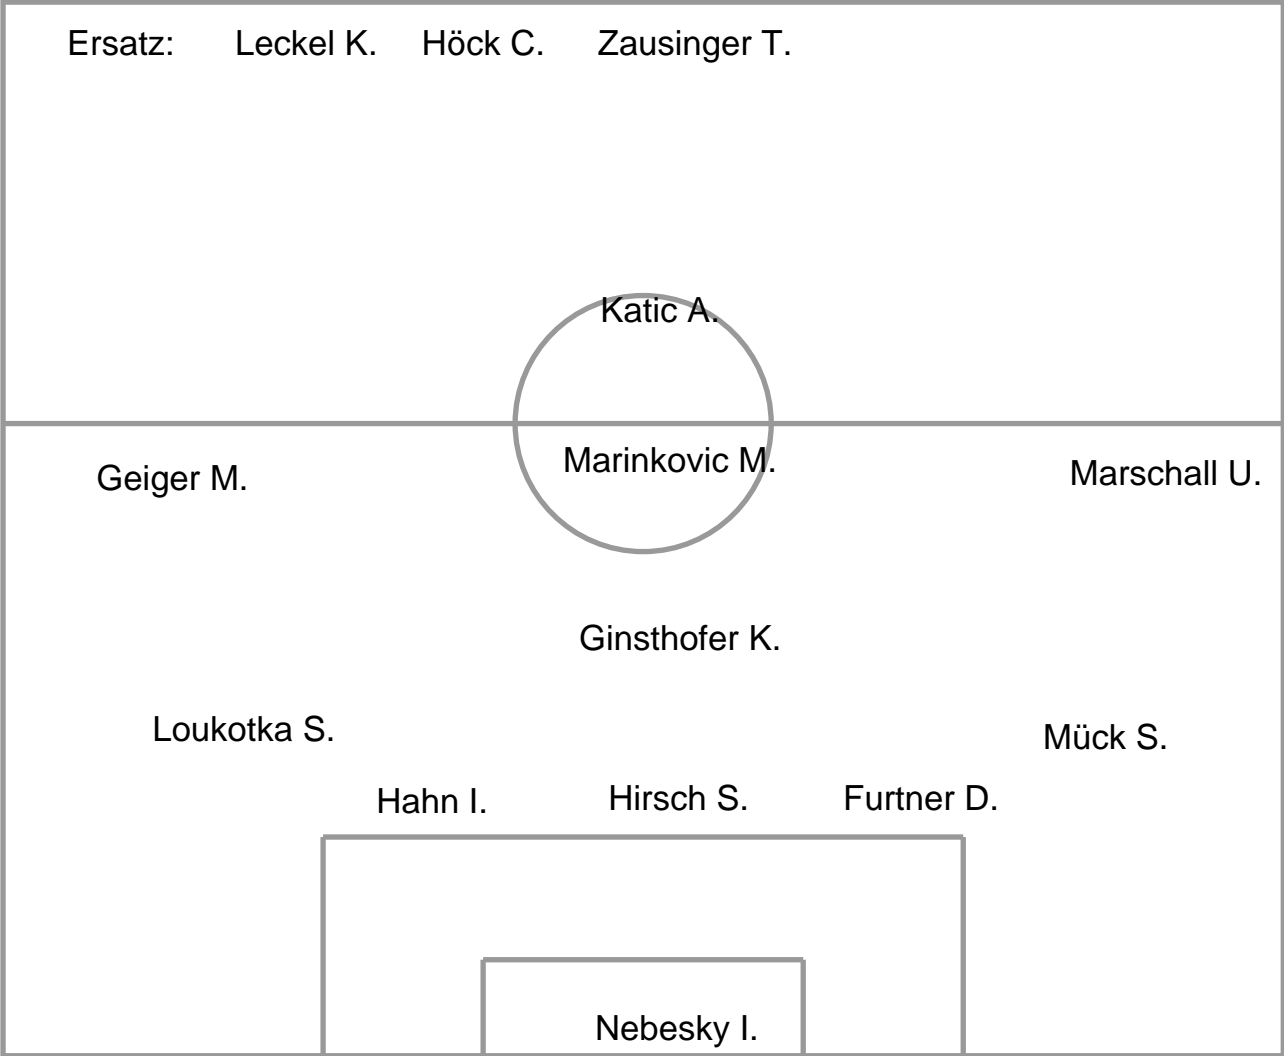 Ersatz: Leckel K. Höck C. Zausinger T.
Katic A.
Marinkovic M.
Geiger M. Marschall U.
Ginsthofer K.
Loukotka S. Mück S.
Hahn I. Hirsch S. Furtner D.
Nebesky I.